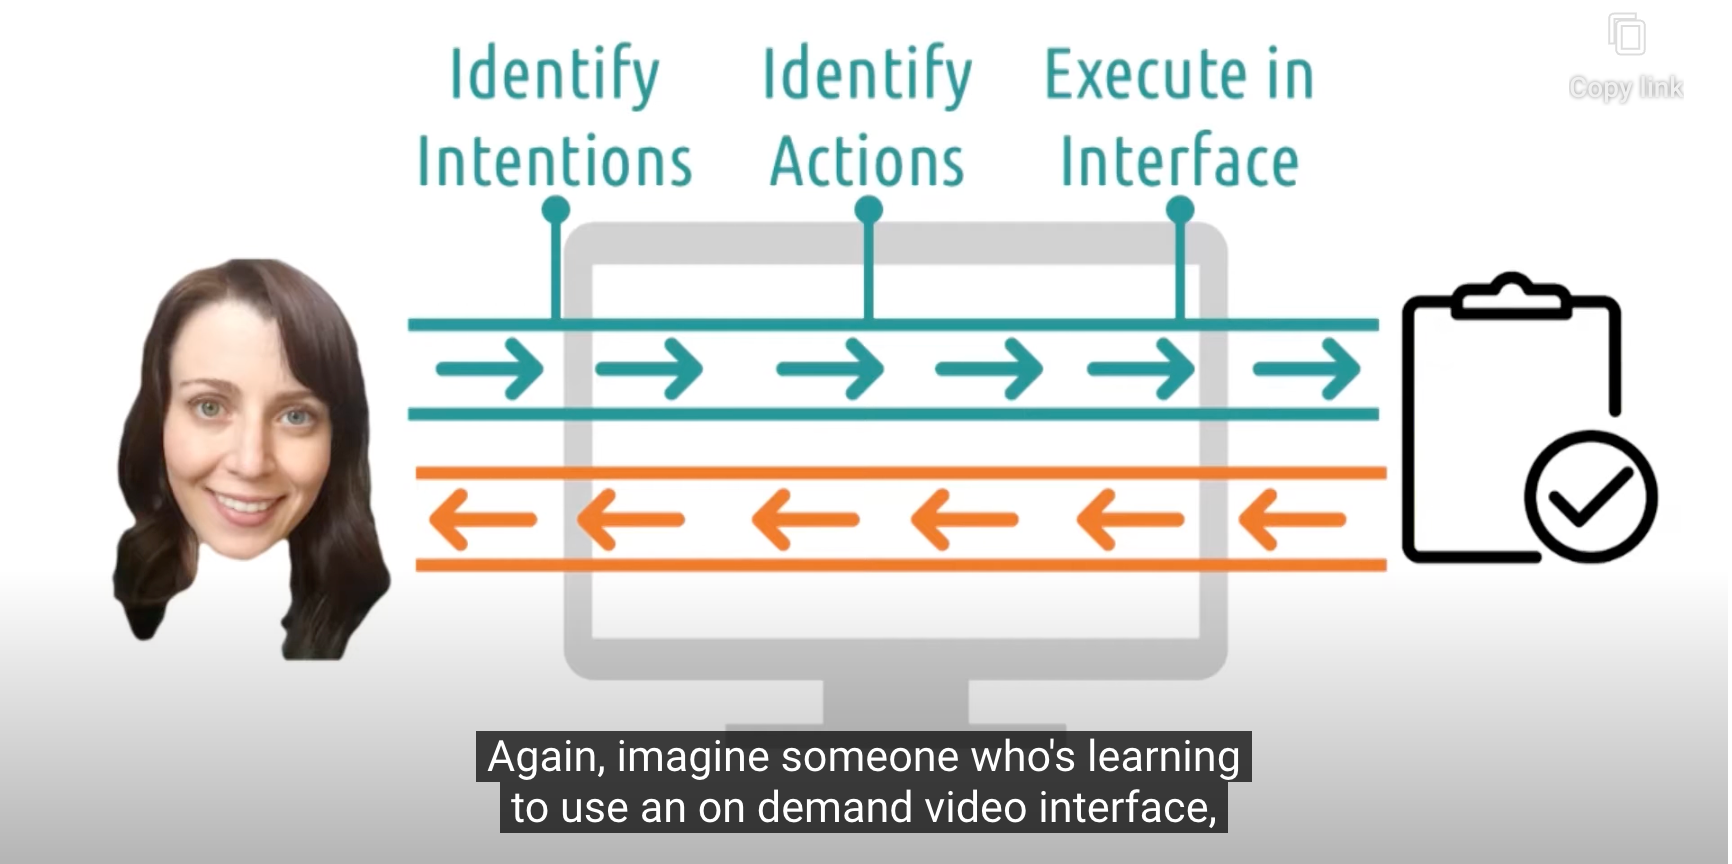 Identify
Intentions
Identify
Actions
Execute in
Interface
Copy link
Again, imagine someone who's learning
to use an on demand video interface,